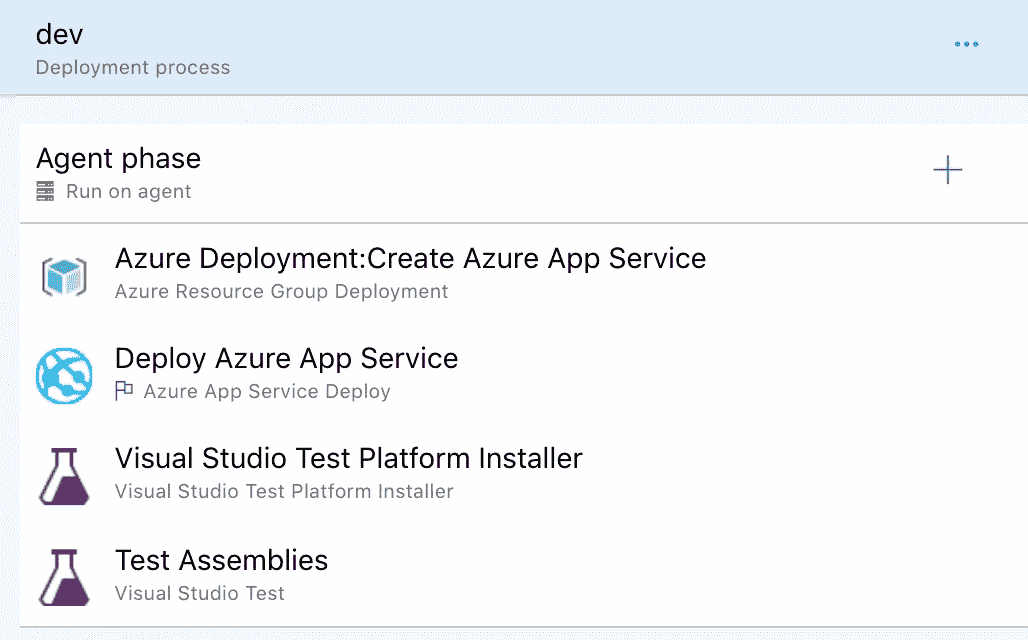 dev
Deployment process
Agent phase
Run on agent
Azure Deployment:Create Azure App Service
Azure Resource Group Deployment
Deploy Azure App Service
Azure App Service Deploy
Visual Studio Test Platform Installer
Visual Studio Test Platform Installer
Test Assemblies
Visual Studio Test